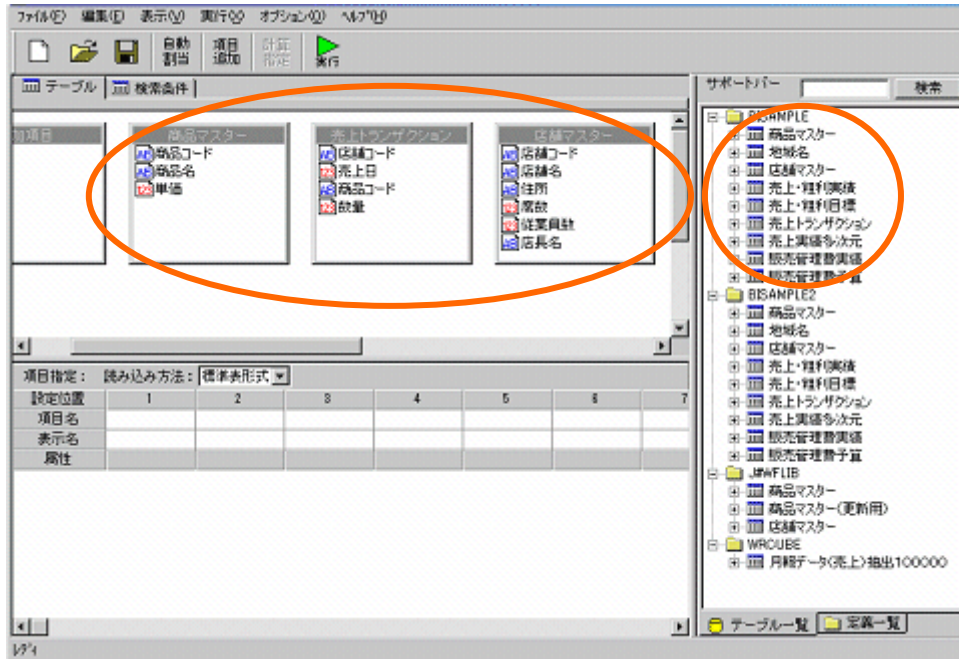 ファイル(F) 編集(E) 表示(V) 実行(X) オプション(O) ヘルプ(H)
自動割当 項目追加 計算指定 実行
テーブル 検索条件
加項目
商品マスター
商品コード
商品名
単価
売上トランザクション
店舗コード
売上日
商品コード
数量
店舗マスター
店舗コード
店舗名
住所
席数
従業員数
店長名
項目指定： 読み込み方法： 標準表形式
設定位置 1 2 3 4 5 6 7
項目名
表示名
属性
レディ
サポートバー 検索
BISAMPLE
商品マスター
地域名
店舗マスター
売上・粗利実績
売上・粗利目標
売上トランザクション
売上実績多次元
販売管理費実績
販売管理費予算
BISAMPLE2
商品マスター
地域名
店舗マスター
売上・粗利実績
売上・粗利目標
売上トランザクション
売上実績多次元
販売管理費実績
販売管理費予算
J#WFLIB
商品マスター
商品マスター(更新用)
店舗マスター
WRCUBE
月報データ(売上)抽出100000
テーブル一覧 定義一覧